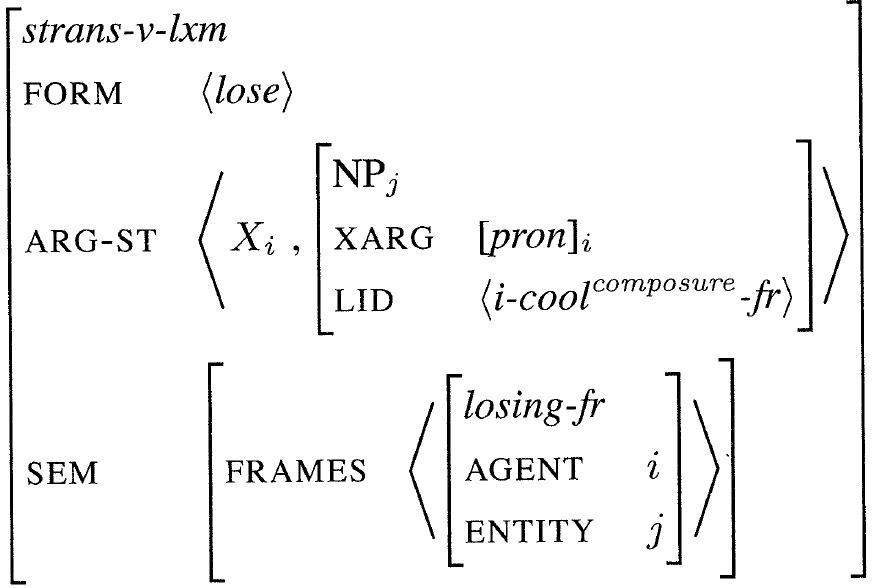 strans-v-lxm
FORM ⟨lose⟩
NP_j
ARG-ST ⟨ X_i , XARG [pron]_i ⟩
LID ⟨i-cool^composure-fr⟩
losing-fr
SEM FRAMES ⟨ AGENT i ⟩
ENTITY j